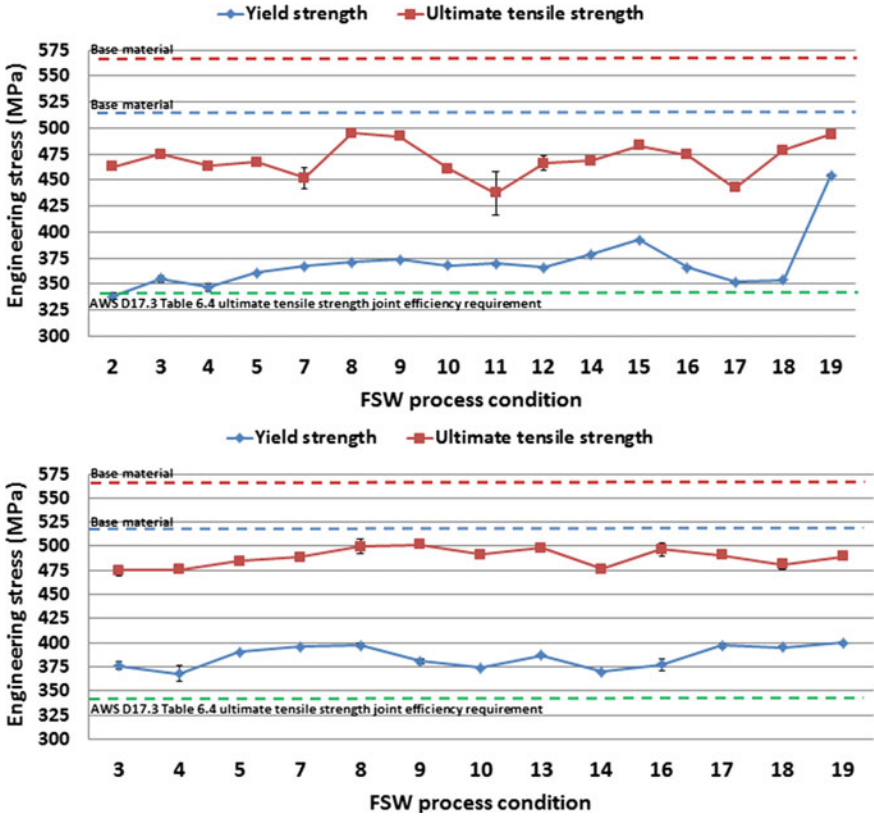 Yield strength Ultimate tensile strength
575
Base material
550
525
Base material
500
475
450
425
400
375
350
325
AWS D17.3 Table 6.4 ultimate tensile strength joint efficiency requirement
300
Engineering stress (MPa)
2 3 4 5 7 8 9 10 11 12 14 15 16 17 18 19
FSW process condition
Yield strength Ultimate tensile strength
575
Base material
550
525
Base material
500
475
450
425
400
375
350
325
AWS D17.3 Table 6.4 ultimate tensile strength joint efficiency requirement
300
Engineering stress (MPa)
3 4 5 7 8 9 10 13 14 16 17 18 19
FSW process condition